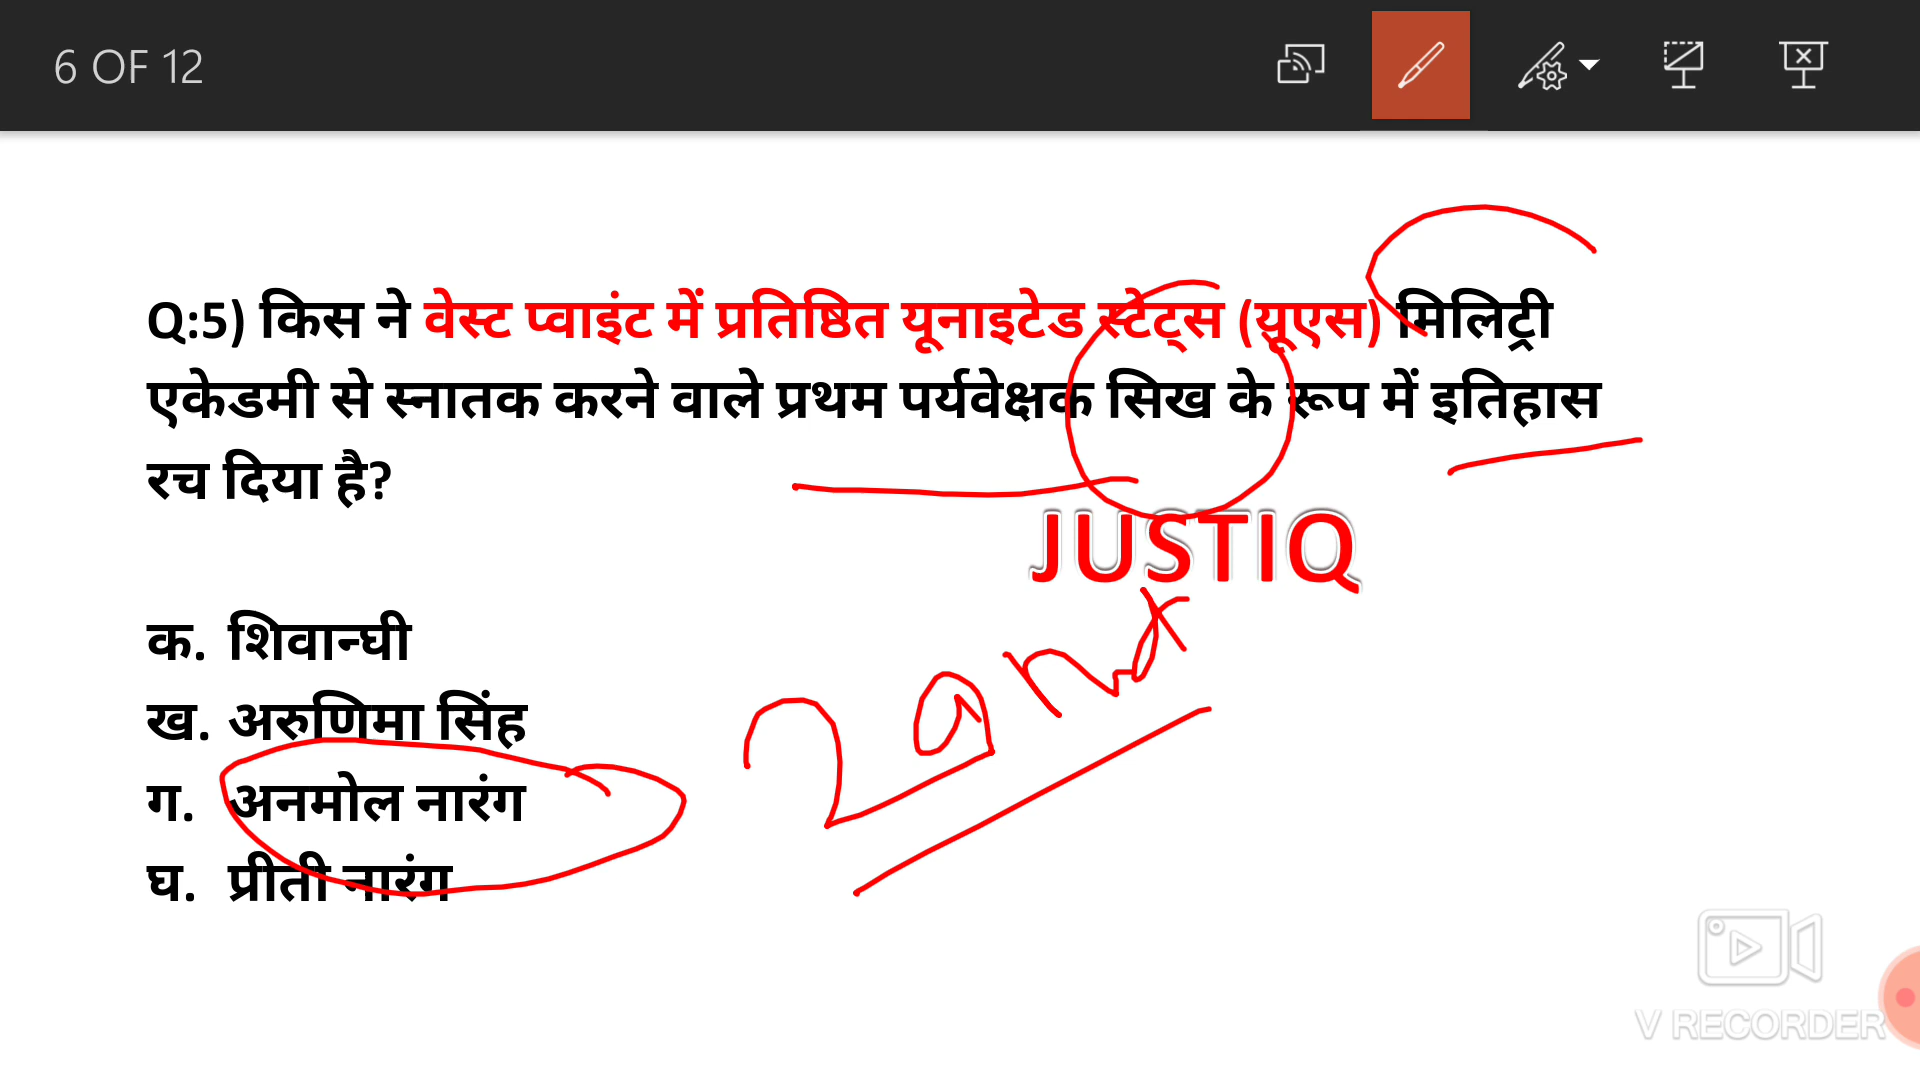 6 OF 12
Q:5) किस ने वेस्ट प्वाइंट में प्रतिष्ठित यूनाइटेड स्टेट्स (यूएस) मिलिट्री
एकेडमी से स्नातक करने वाले प्रथम पर्यवेक्षक सिख के रूप में इतिहास
रच दिया है?
JUSTIQ
क. शिवान्घी
ख. अरुणिमा सिंह
ग. अनमोल नारंग
घ. प्रीती नारंग
V RECORDER